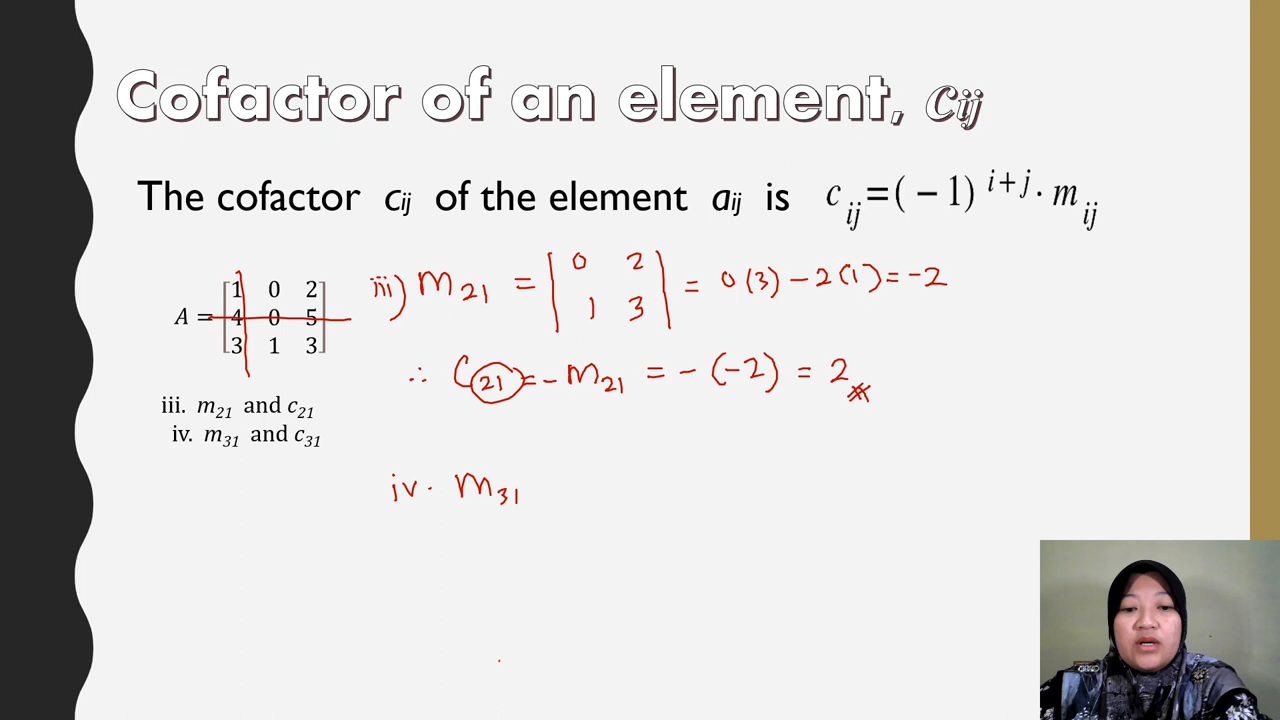 Cofactor of an element, cij
The cofactor cij of the element aij is c ij = (−1) i+j · m ij
A = [1 0 2
4 0 5
3 1 3]
iii) m21 = |0 2
1 3| = 0(3) − 2(1) = −2
∴ C21 = − m21 = − (−2) = 2
iii. m21 and c21
iv. m31 and c31
iv. m31